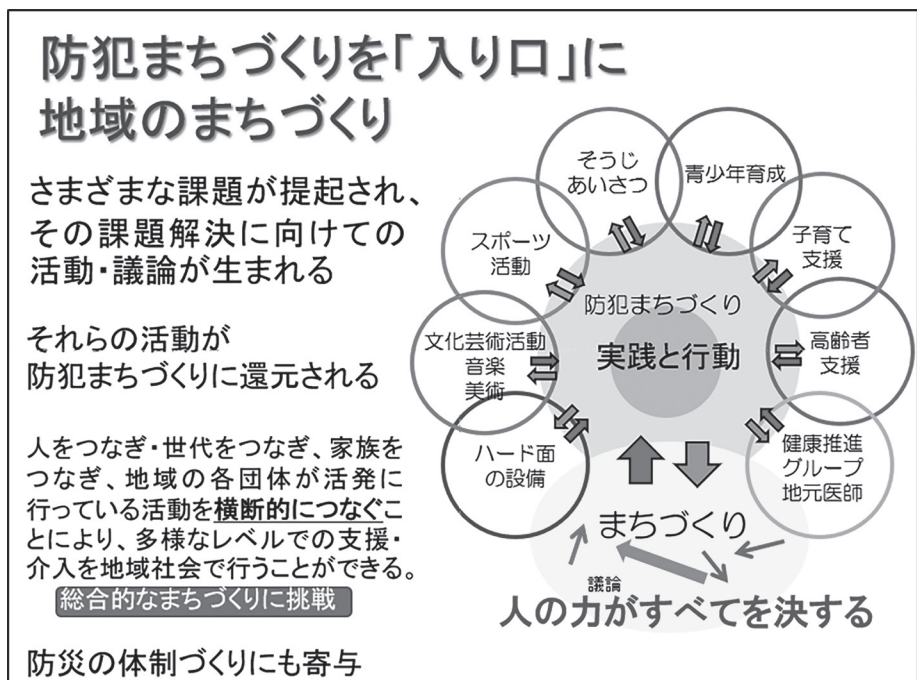 防犯まちづくりを「入り口」に
地域のまちづくり
さまざまな課題が提起され、
その課題解決に向けての
活動・議論が生まれる
それらの活動が
防犯まちづくりに還元される
人をつなぎ・世代をつなぎ、家族を
つなぎ、地域の各団体が活発に
行っている活動を横断的につなぐこ
とにより、多様なレベルでの支援・
介入を地域社会で行うことができる。
総合的なまちづくりに挑戦
防災の体制づくりにも寄与
そうじ
あいさつ
青少年育成
スポーツ
活動
子育て
支援
文化芸術活動
音楽
美術
高齢者
支援
ハード面
の設備
健康推進
グループ
地元医師
防犯まちづくり
実践と行動
まちづくり
議論
人の力がすべてを決する